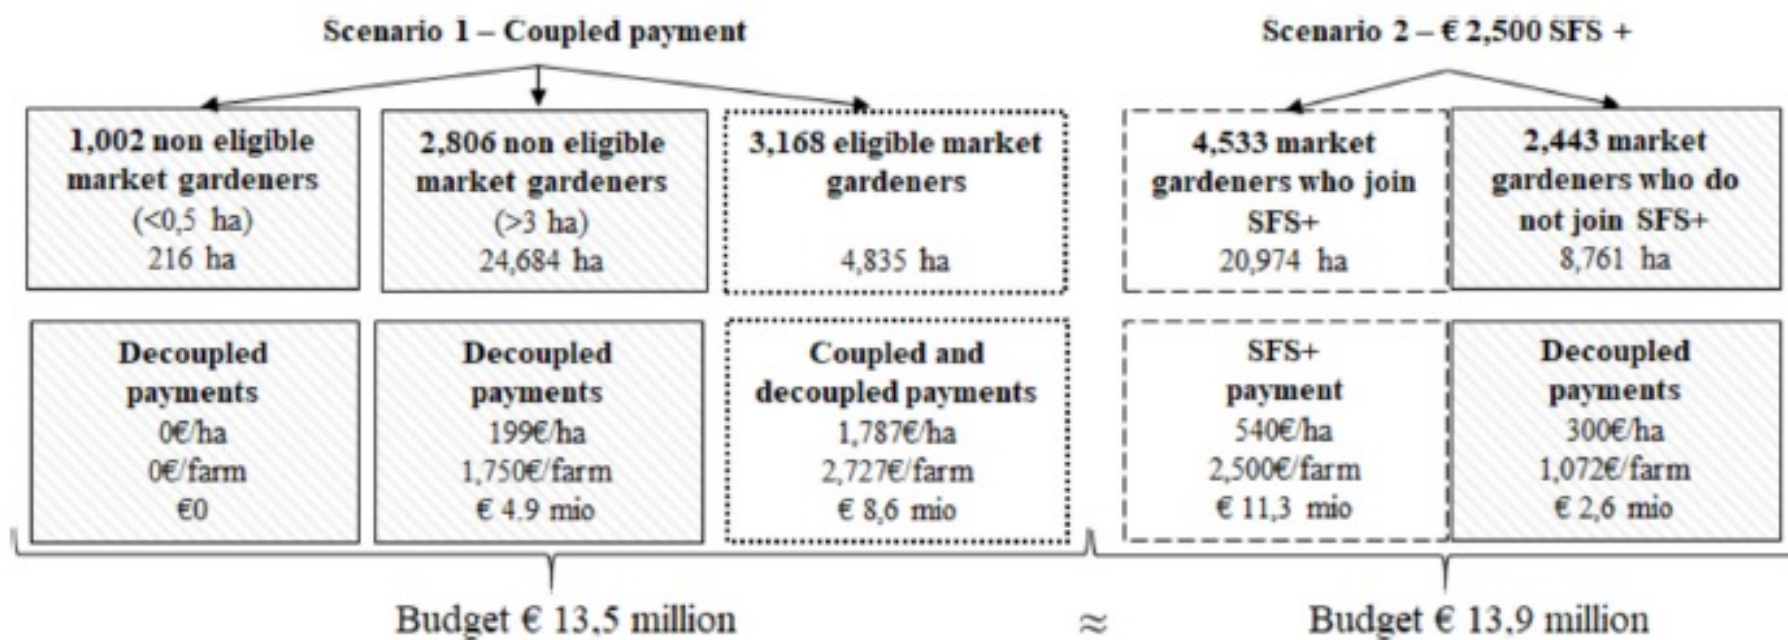 Scenario 1 – Coupled payment
1,002 non eligible
market gardeners
(<0,5 ha)
216 ha
2,806 non eligible
market gardeners
(>3 ha)
24,684 ha
3,168 eligible market
gardeners
4,835 ha
Decoupled
payments
0€/ha
0€/farm
€0
Decoupled
payments
199€/ha
1,750€/farm
€ 4.9 mio
Coupled and
decoupled payments
1,787€/ha
2,727€/farm
€ 8,6 mio
Budget € 13,5 million
≈
Scenario 2 – € 2,500 SFS +
4,533 market
gardeners who join
SFS+
20,974 ha
2,443 market
gardeners who do
not join SFS+
8,761 ha
SFS+
payment
540€/ha
2,500€/farm
€ 11,3 mio
Decoupled
payments
300€/ha
1,072€/farm
€ 2,6 mio
Budget € 13,9 million